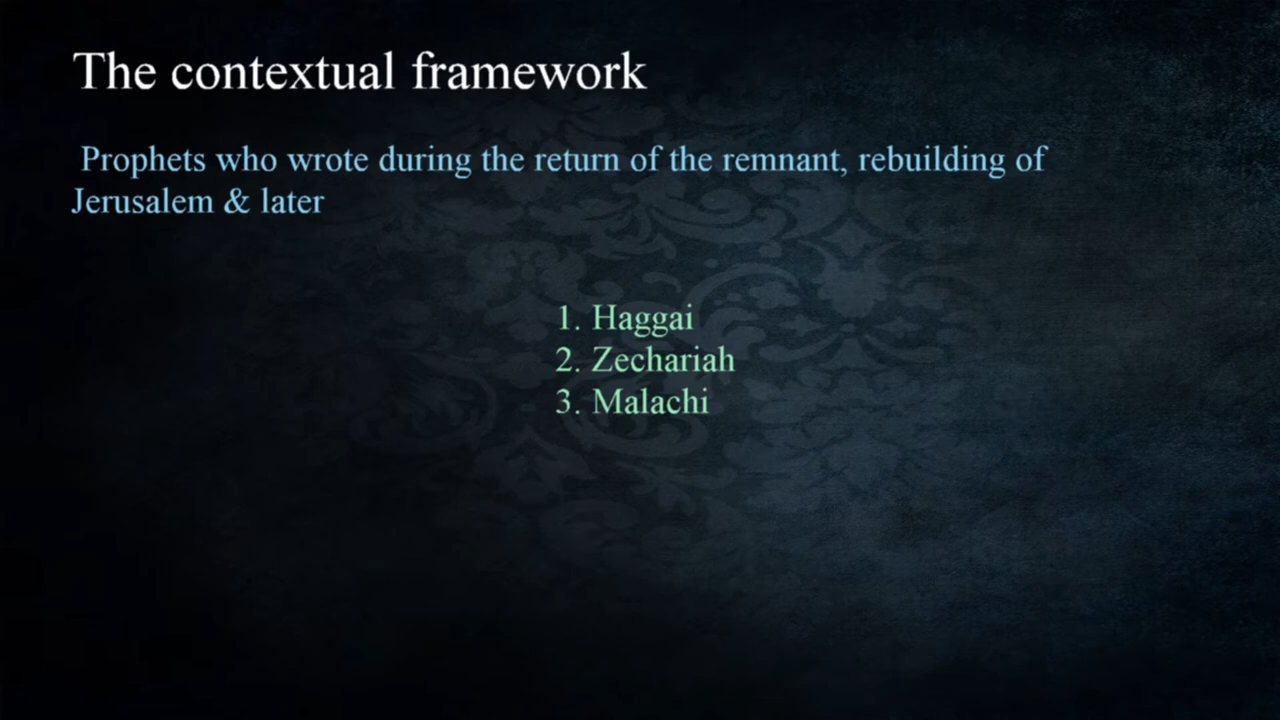 The contextual framework
Prophets who wrote during the return of the remnant, rebuilding of
Jerusalem & later
1. Haggai
2. Zechariah
3. Malachi